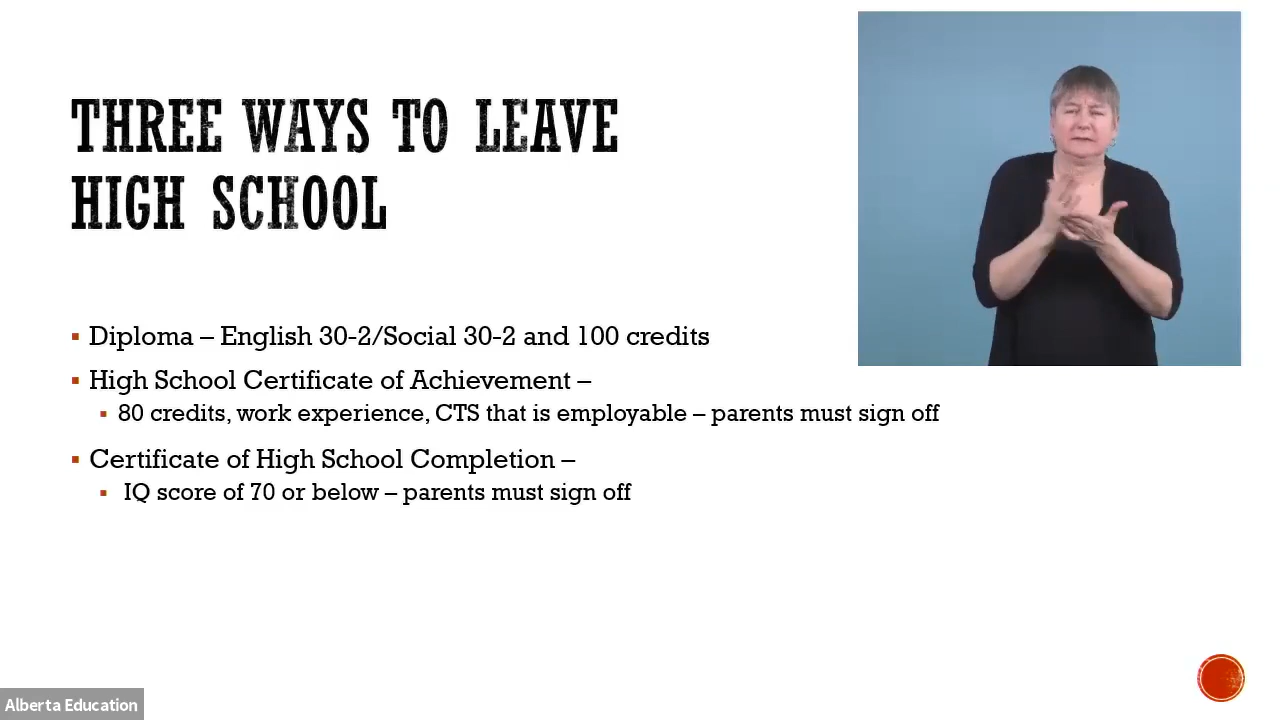 THREE WAYS TO LEAVE
HIGH SCHOOL
Diploma – English 30-2/Social 30-2 and 100 credits
High School Certificate of Achievement –
80 credits, work experience, CTS that is employable – parents must sign off
Certificate of High School Completion –
IQ score of 70 or below – parents must sign off
Alberta Education